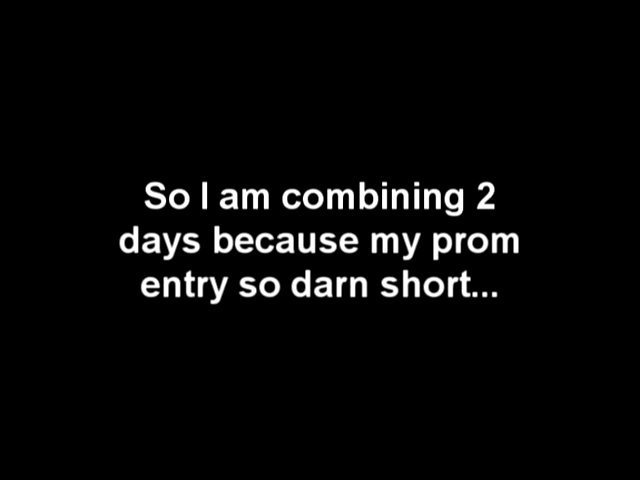 So I am combining 2
days because my prom
entry so darn short...